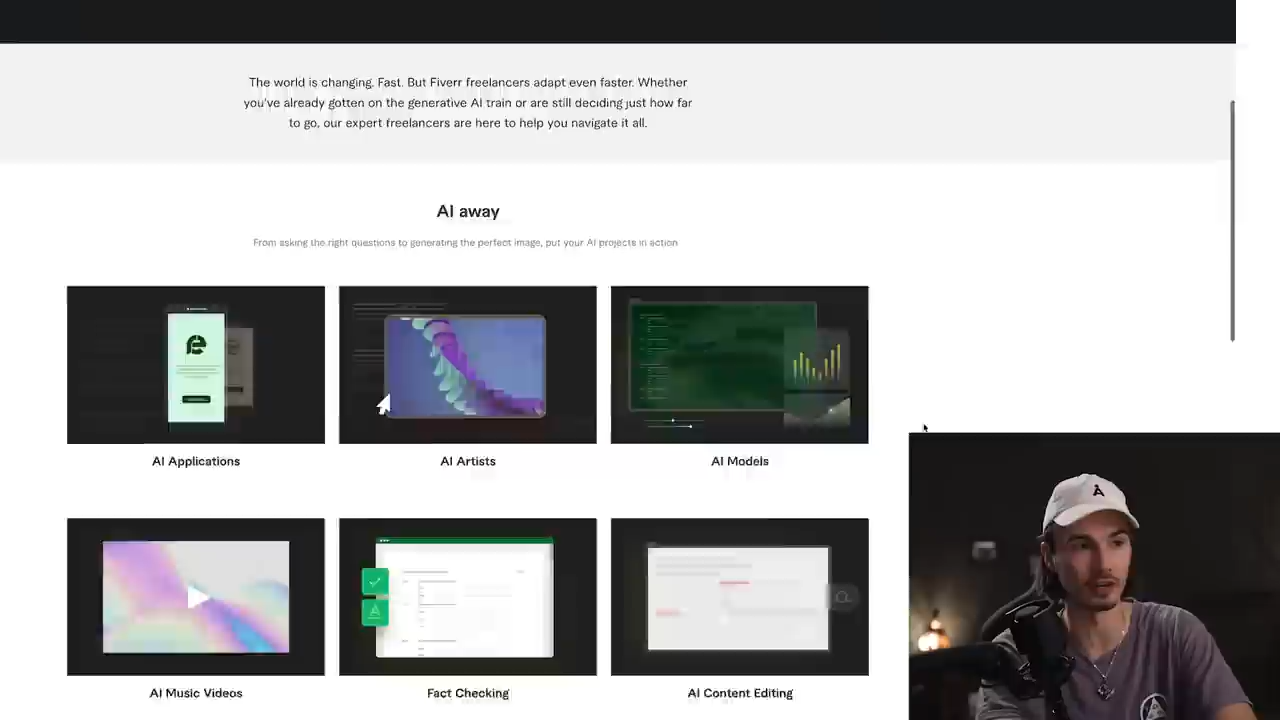 The world is changing. Fast. But Fiverr freelancers adapt even faster. Whether
you've already gotten on the generative AI train or are still deciding just how far
to go, our expert freelancers are here to help you navigate it all.
AI away
From asking the right questions to generating the perfect image, put your AI projects in action
AI Applications
AI Artists
AI Models
AI Music Videos
Fact Checking
AI Content Editing